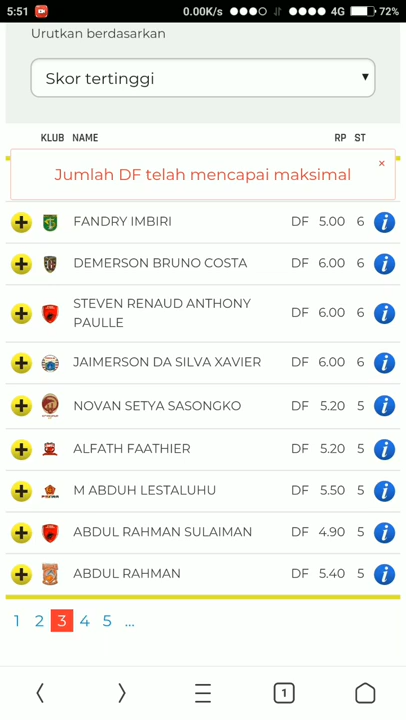 5:51 0.00K/s 4G 72%
Urutkan berdasarkan
Skor tertinggi
KLUB NAME RP ST
Jumlah DF telah mencapai maksimal ×
FANDRY IMBIRI DF 5.00 6
DEMERSON BRUNO COSTA DF 6.00 6
STEVEN RENAUD ANTHONY
PAULLE DF 6.00 6
JAIMERSON DA SILVA XAVIER DF 6.00 6
NOVAN SETYA SASONGKO DF 5.20 5
ALFATH FAATHIER DF 5.20 5
M ABDUH LESTALUHU DF 5.50 5
ABDUL RAHMAN SULAIMAN DF 4.90 5
ABDUL RAHMAN DF 5.40 5
1 2 3 4 5 ...
1